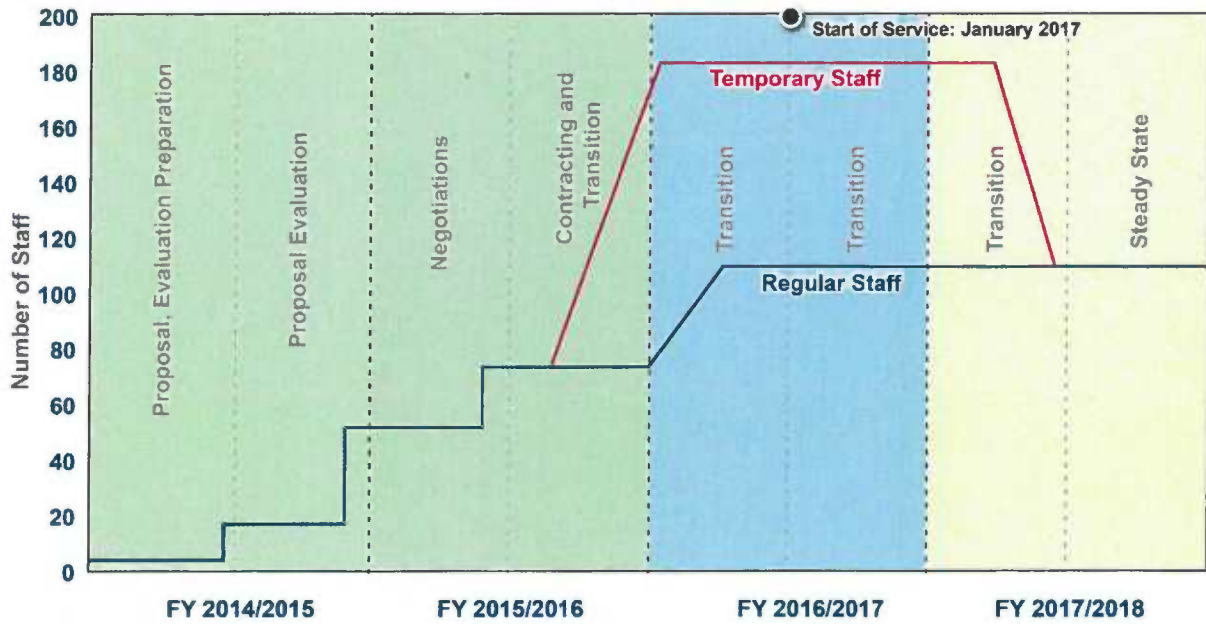 200
180
160
140
120
100
80
60
40
20
0
Number of Staff
Proposal, Evaluation Preparation
Proposal Evaluation
Negotiations
Contracting and
Transition
Transition
Transition
Transition
Steady State
Start of Service: January 2017
Temporary Staff
Regular Staff
FY 2014/2015
FY 2015/2016
FY 2016/2017
FY 2017/2018